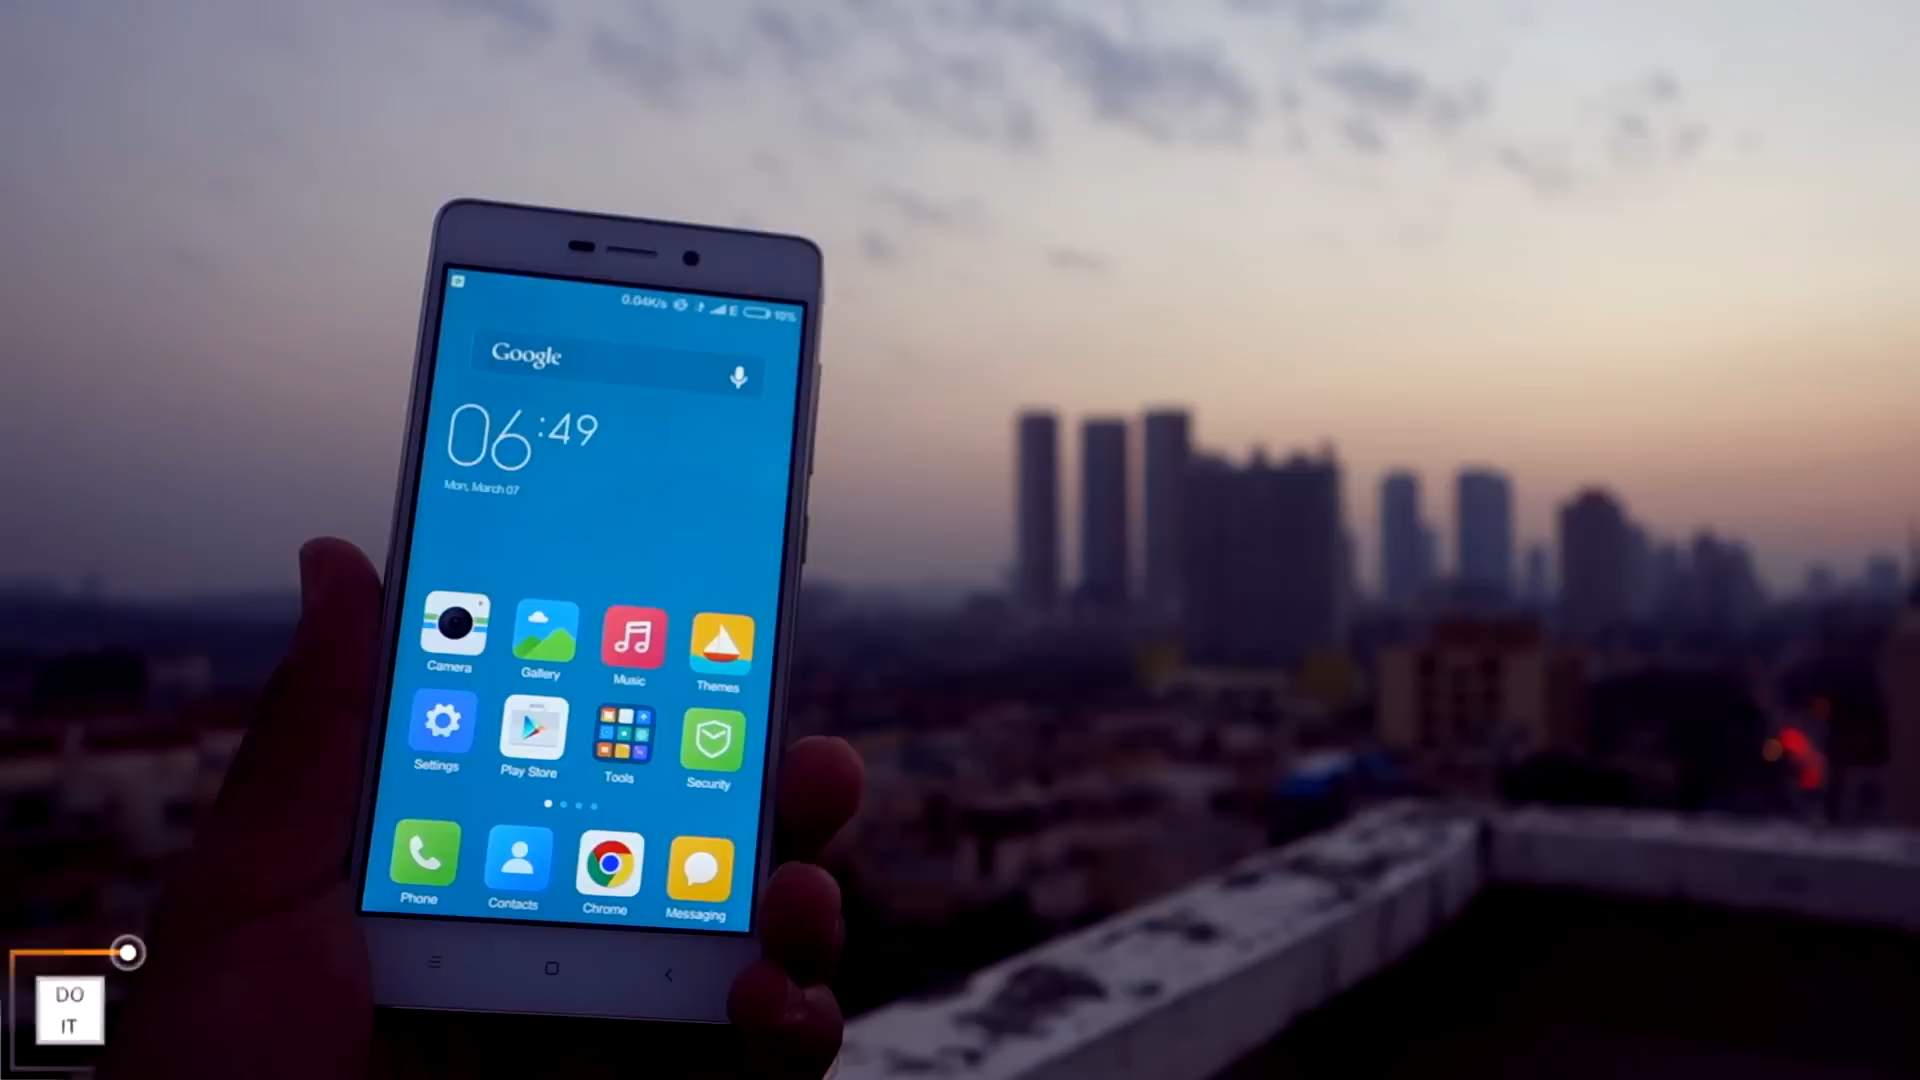 0.04K/s E 10%
Google
06:49
Mon, March 07
Camera Gallery Music Themes
Settings Play Store Tools Security
Phone Contacts Chrome Messaging
DO
IT